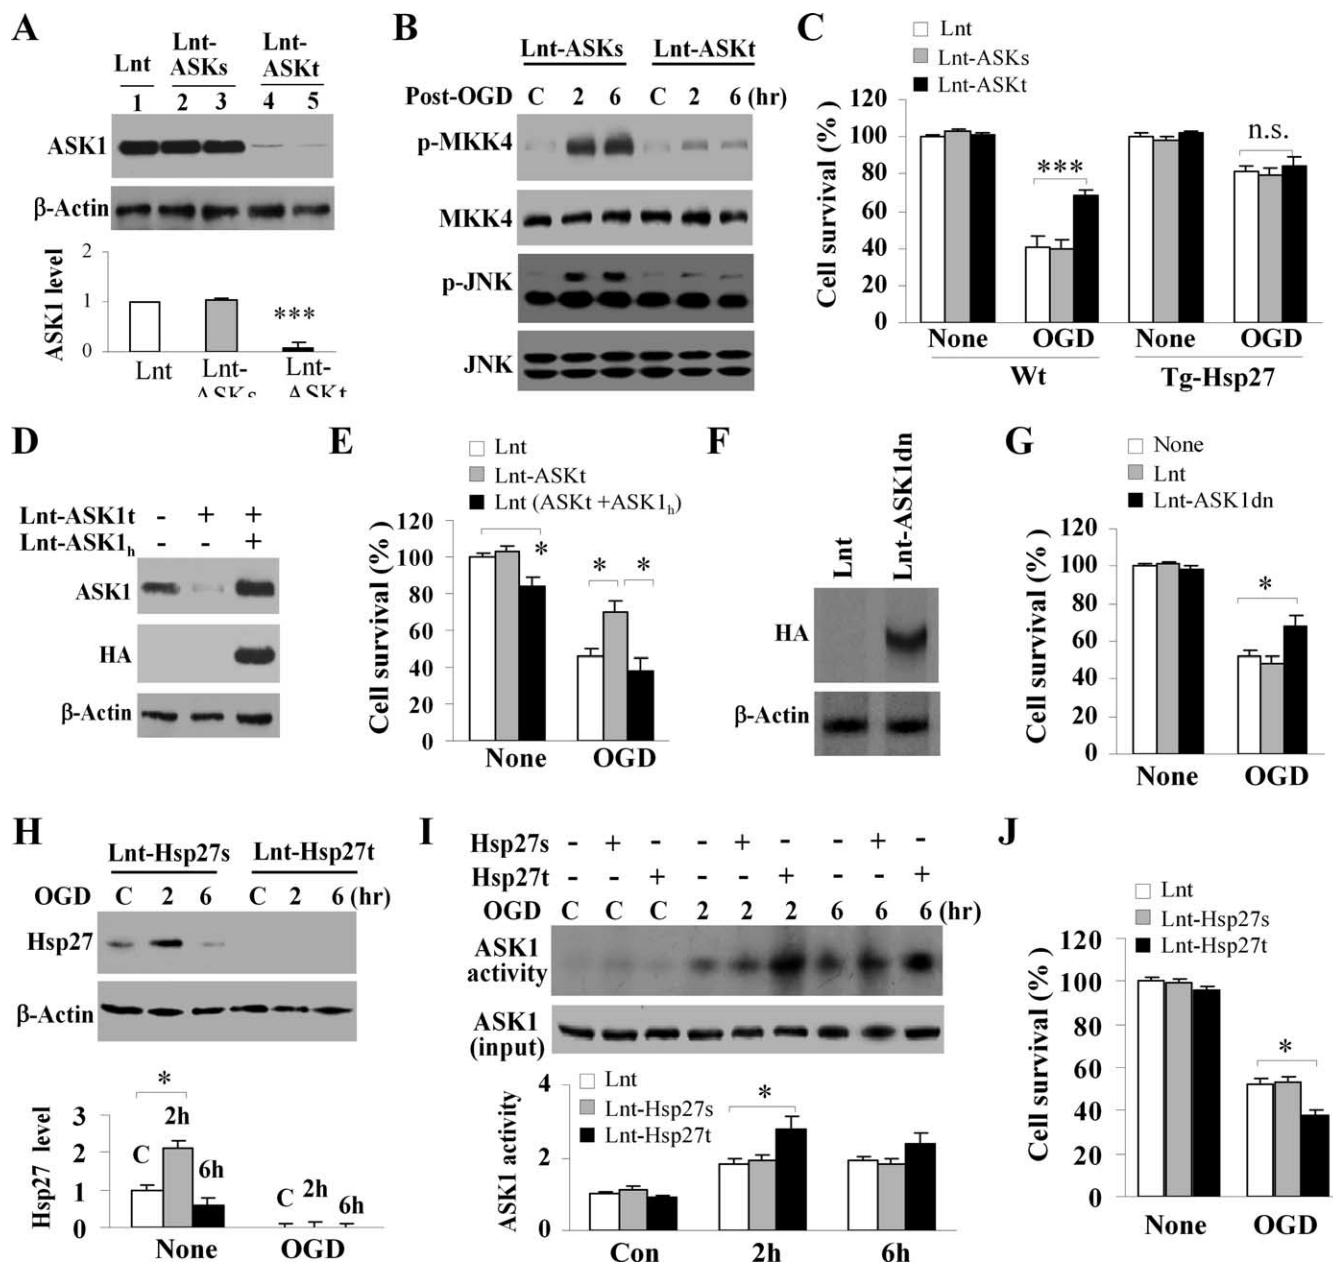 A
Lnt
Lnt-
ASKs
Lnt-
ASKt
1 2 3 4 5
ASK1
β-Actin
ASK1 level
2
1
0
***
Lnt
Lnt-
ASKs
Lnt-
ASKt
B
Lnt-ASKs Lnt-ASKt
Post-OGD C 2 6 C 2 6 (hr)
p-MKK4
MKK4
p-JNK
JNK
C
Lnt
Lnt-ASKs
Lnt-ASKt
Cell survival (%)
120
100
80
60
40
20
0
***
n.s.
None OGD None OGD
Wt Tg-Hsp27
D
Lnt-ASK1t - + +
Lnt-ASK1h - - +
ASK1
HA
β-Actin
E
Lnt
Lnt-ASKt
Lnt (ASKt +ASK1h)
Cell survival (%)
120
100
80
60
40
20
0
*
* *
None OGD
F
Lnt
Lnt-ASK1dn
HA
β-Actin
G
None
Lnt
Lnt-ASK1dn
Cell survival (%)
120
100
80
60
40
20
0
*
None OGD
H
Lnt-Hsp27s Lnt-Hsp27t
OGD C 2 6 C 2 6 (hr)
Hsp27
β-Actin
Hsp27 level
3
2
1
0
*
C 2h 6h
C 2h 6h
None OGD
I
Hsp27s - + - - + - - + -
Hsp27t - - + - - + - - +
OGD C C C 2 2 2 6 6 6 (hr)
ASK1
activity
ASK1
(input)
ASK1 activity
4
2
0
Lnt
Lnt-Hsp27s
Lnt-Hsp27t
*
Con 2h 6h
J
Lnt
Lnt-Hsp27s
Lnt-Hsp27t
Cell survival (%)
120
100
80
60
40
20
0
*
None OGD